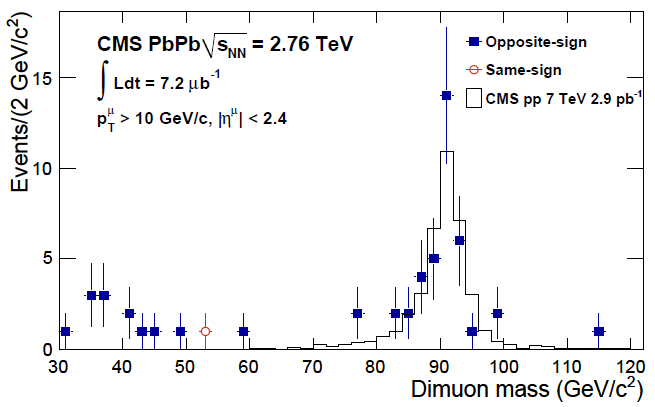 CMS PbPb √sNN = 2.76 TeV
∫ Ldt = 7.2 μb⁻¹
pTμ > 10 GeV/c, |ημ| < 2.4
Opposite-sign
Same-sign
CMS pp 7 TeV 2.9 pb⁻¹
Events/(2 GeV/c²)
15
10
5
0
30 40 50 60 70 80 90 100 110 120
Dimuon mass (GeV/c²)